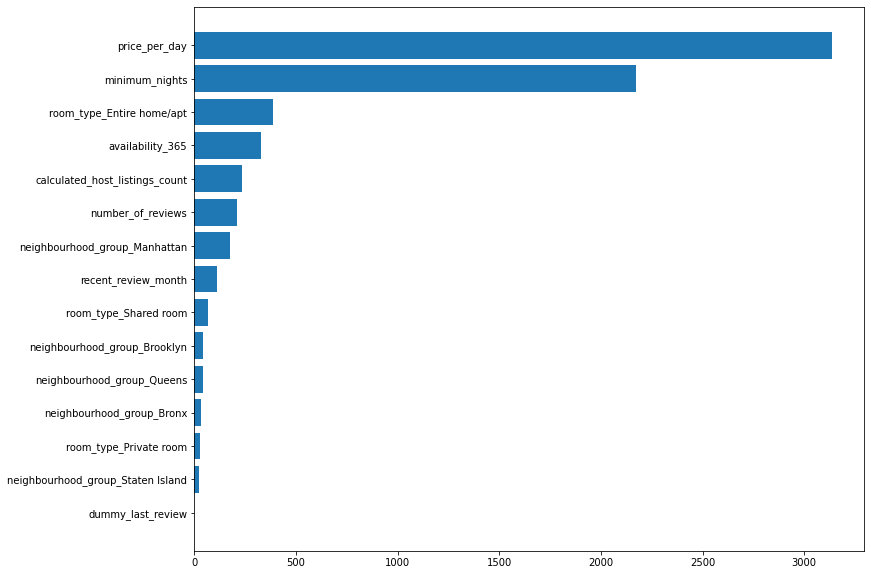 price_per_day
minimum_nights
room_type_Entire home/apt
availability_365
calculated_host_listings_count
number_of_reviews
neighbourhood_group_Manhattan
recent_review_month
room_type_Shared room
neighbourhood_group_Brooklyn
neighbourhood_group_Queens
neighbourhood_group_Bronx
room_type_Private room
neighbourhood_group_Staten Island
dummy_last_review
0 500 1000 1500 2000 2500 3000